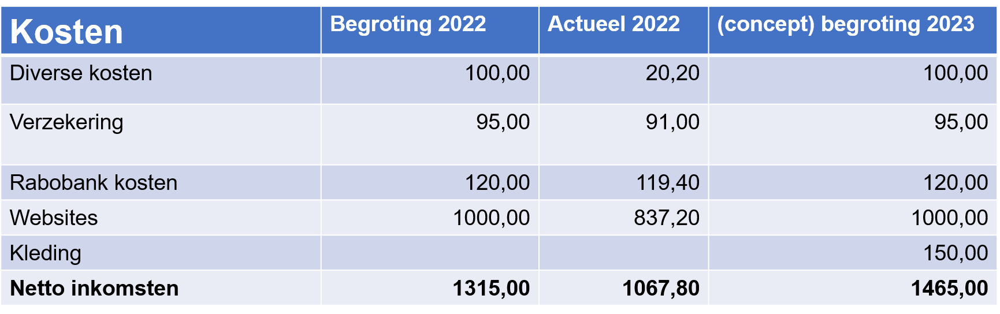 Kosten Begroting 2022 Actueel 2022 (concept) begroting 2023
Diverse kosten 100,00 20,20 100,00
Verzekering 95,00 91,00 95,00
Rabobank kosten 120,00 119,40 120,00
Websites 1000,00 837,20 1000,00
Kleding 150,00
Netto inkomsten 1315,00 1067,80 1465,00